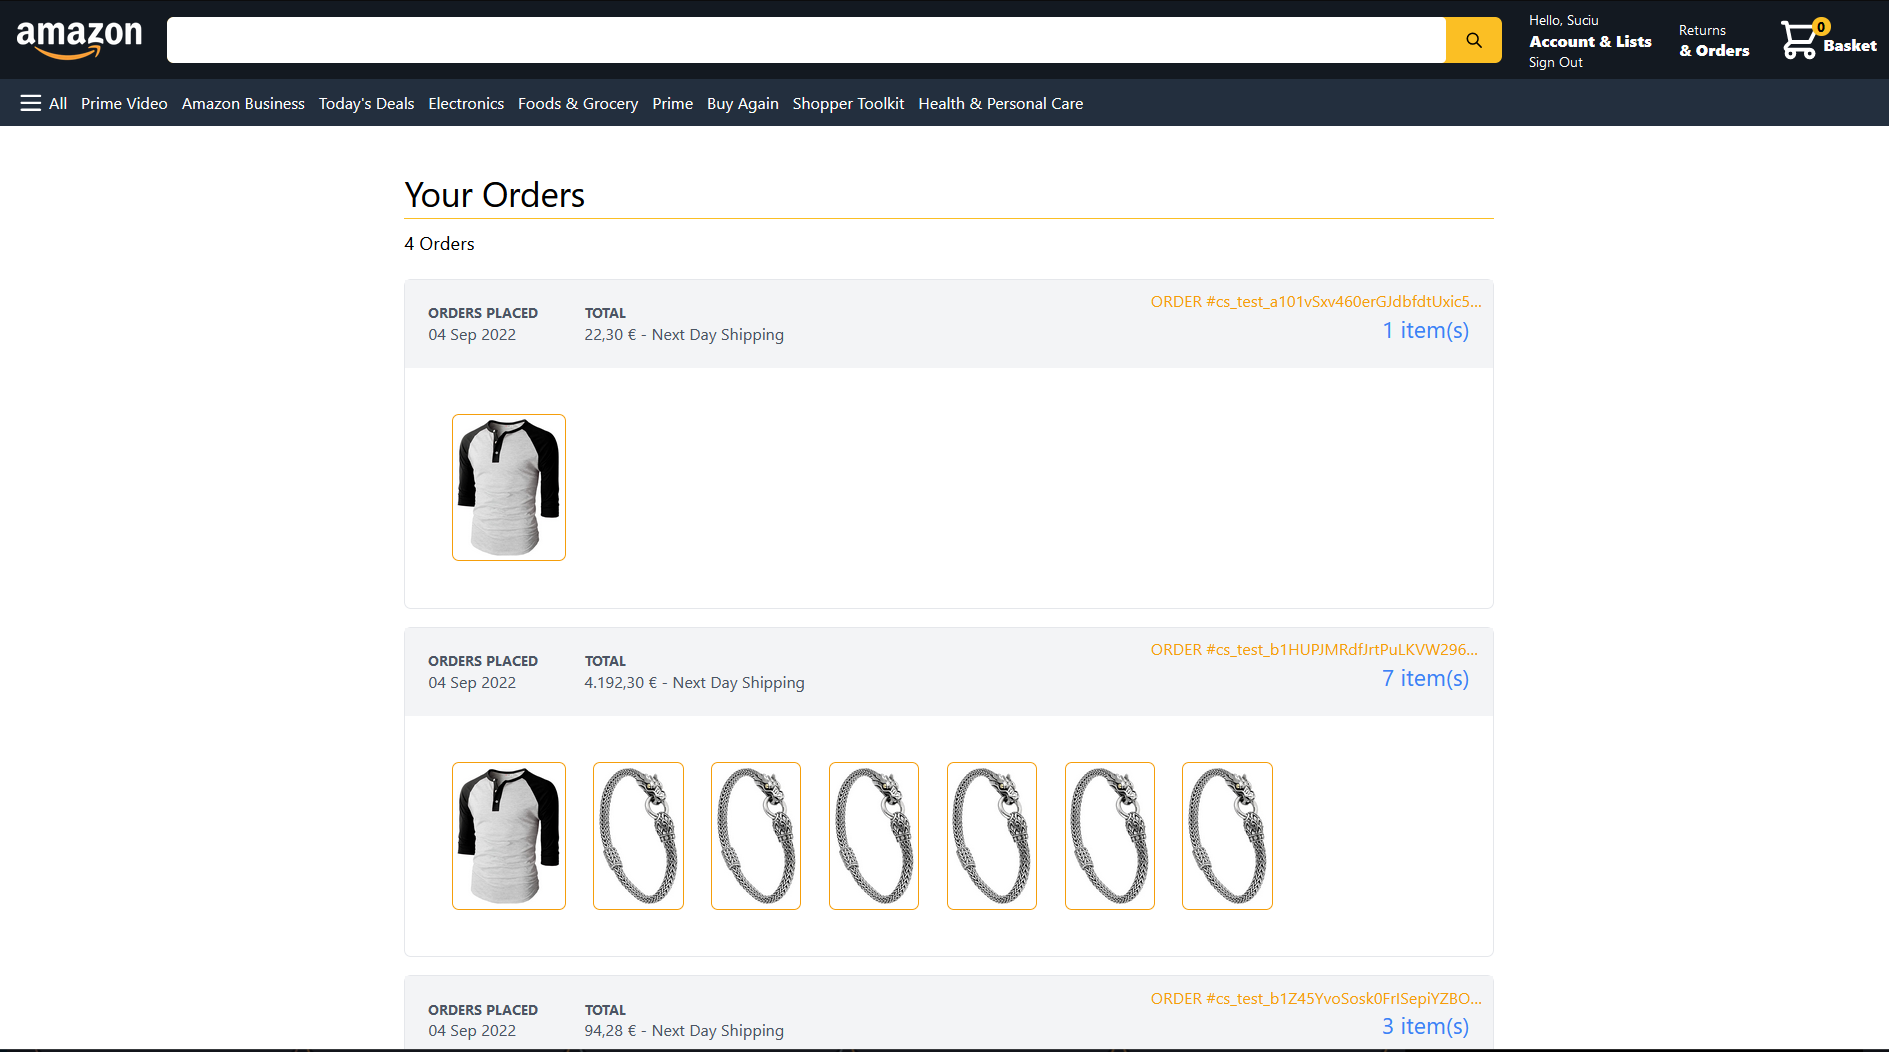 amazon
Hello, Suciu
Account & Lists
Sign Out
Returns
& Orders
0
Basket
All Prime Video Amazon Business Today's Deals Electronics Foods & Grocery Prime Buy Again Shopper Toolkit Health & Personal Care
Your Orders
4 Orders
ORDERS PLACED
04 Sep 2022
TOTAL
22,30 € - Next Day Shipping
ORDER #cs_test_a101vSxv460erGJdbfdtUxic5...
1 item(s)
ORDERS PLACED
04 Sep 2022
TOTAL
4.192,30 € - Next Day Shipping
ORDER #cs_test_b1HUPJMRdfJrtPuLKVW296...
7 item(s)
ORDERS PLACED
04 Sep 2022
TOTAL
94,28 € - Next Day Shipping
ORDER #cs_test_b1Z45YvoSosk0FrISepiYZBO...
3 item(s)